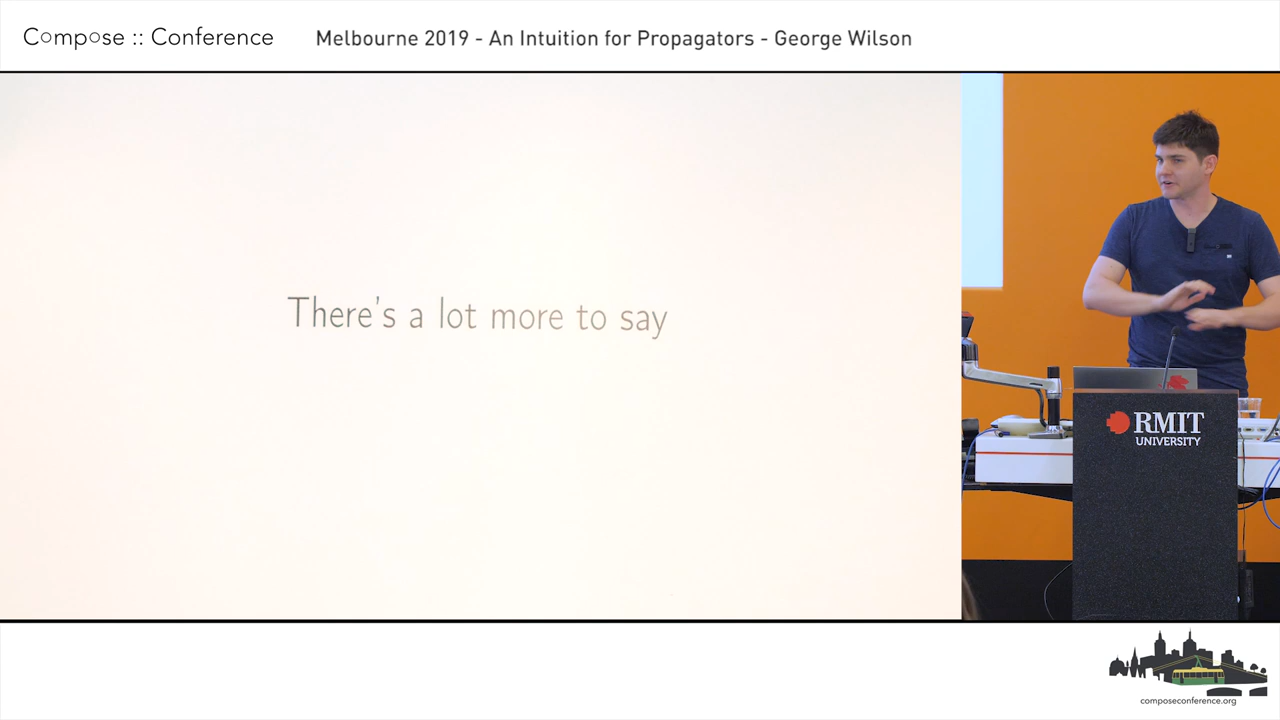 Compose :: Conference
Melbourne 2019 - An Intuition for Propagators - George Wilson
There's a lot more to say
RMIT
UNIVERSITY
composeconference.org